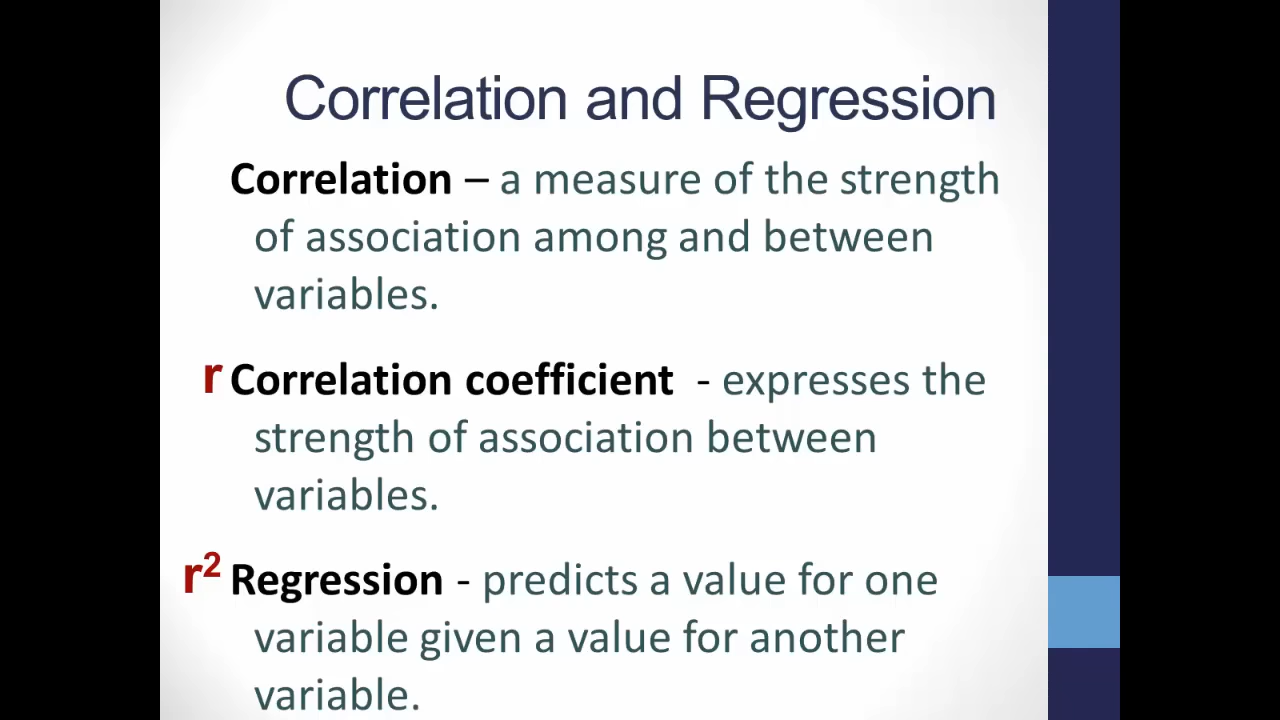 Correlation and Regression
Correlation – a measure of the strength
of association among and between
variables.
r Correlation coefficient - expresses the
strength of association between
variables.
r² Regression - predicts a value for one
variable given a value for another
variable.